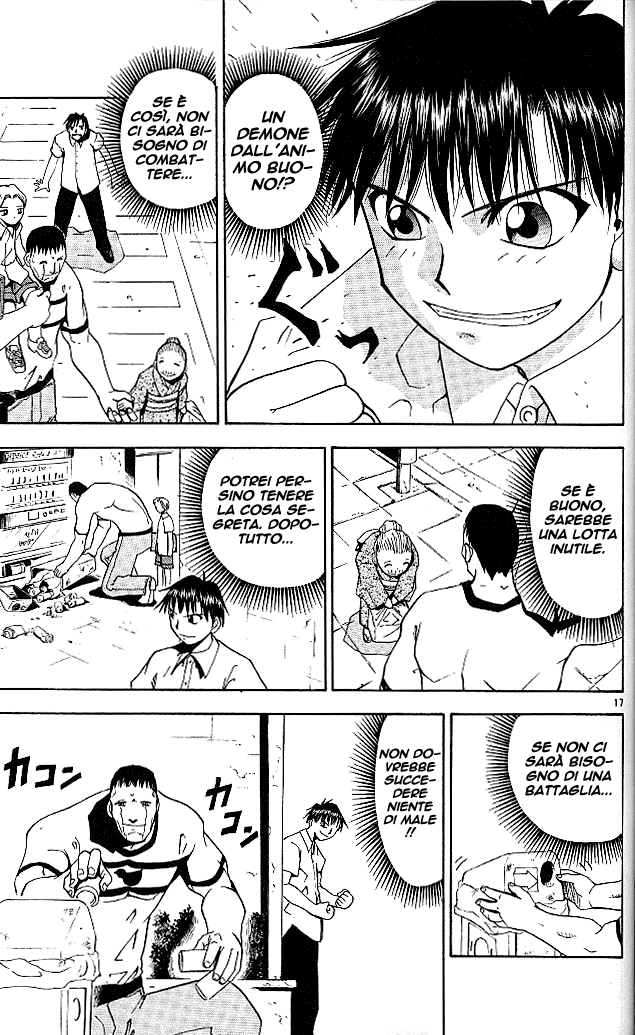 UN
DEMONE
DALL'ANI-
MO BUO-
NO!?
SE È
COSÌ, NON
CI SARÀ BI-
SOGNO DI
COMBAT-
TERE...
SE È
BUONO,
SAREBBE
UNA LOTTA
INUTILE.
POTREI PER-
SINO TENERE
LA COSA SE-
GRETA. DOPO-
TUTTO...
17
SE NON CI
SARÀ BISO-
GNO DI UNA
BATTAGLIA...
NON DO-
VREBBE
SUCCE-
DERE
NIENTE
DI MALE
!!
カコン
カコン